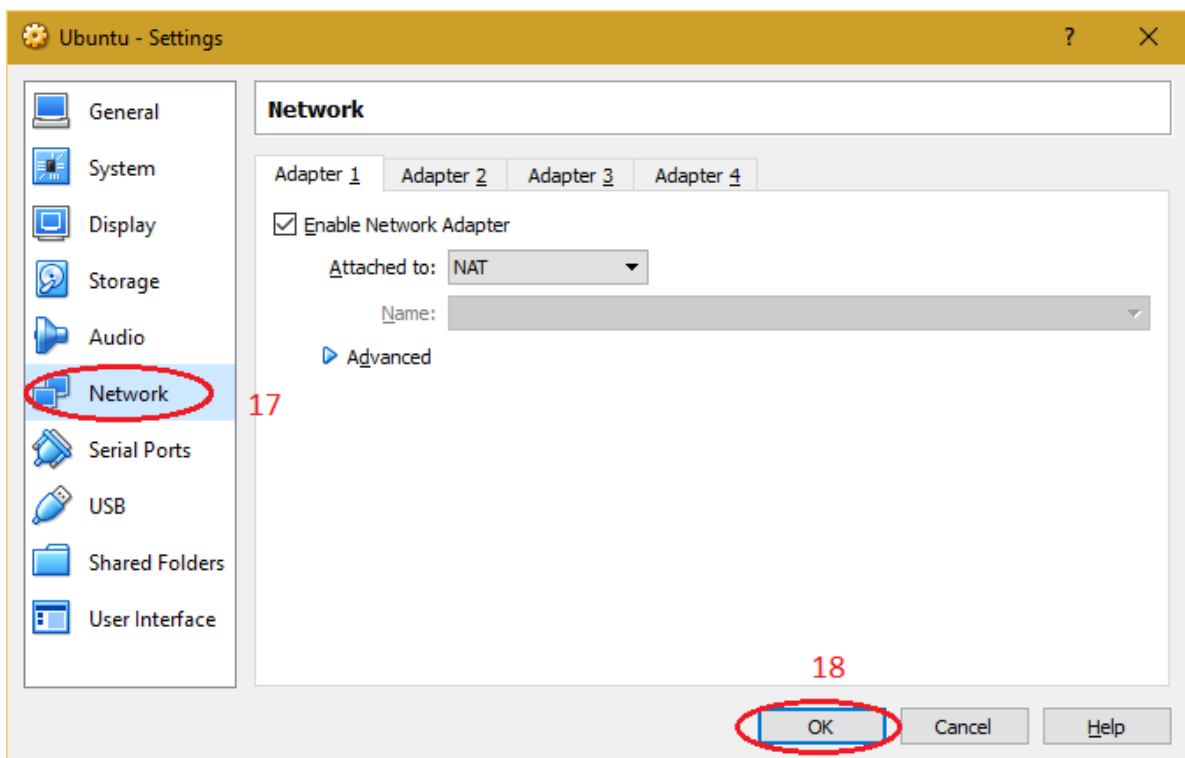 Ubuntu - Settings
?
General
System
Display
Storage
Audio
Network
17
Serial Ports
USB
Shared Folders
User Interface
Network
Adapter 1
Adapter 2
Adapter 3
Adapter 4
Enable Network Adapter
Attached to: NAT
Name:
Advanced
18
OK
Cancel
Help